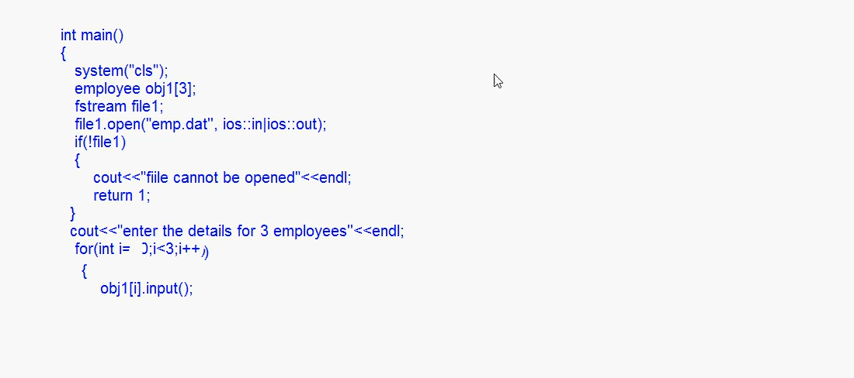 int main()
{
system("cls");
employee obj1[3];
fstream file1;
file1.open("emp.dat", ios::in|ios::out);
if(!file1)
{
cout<<"fiile cannot be opened"<<endl;
return 1;
}
cout<<"enter the details for 3 employees"<<endl;
for(int i= 0;i<3;i++)
{
obj1[i].input();